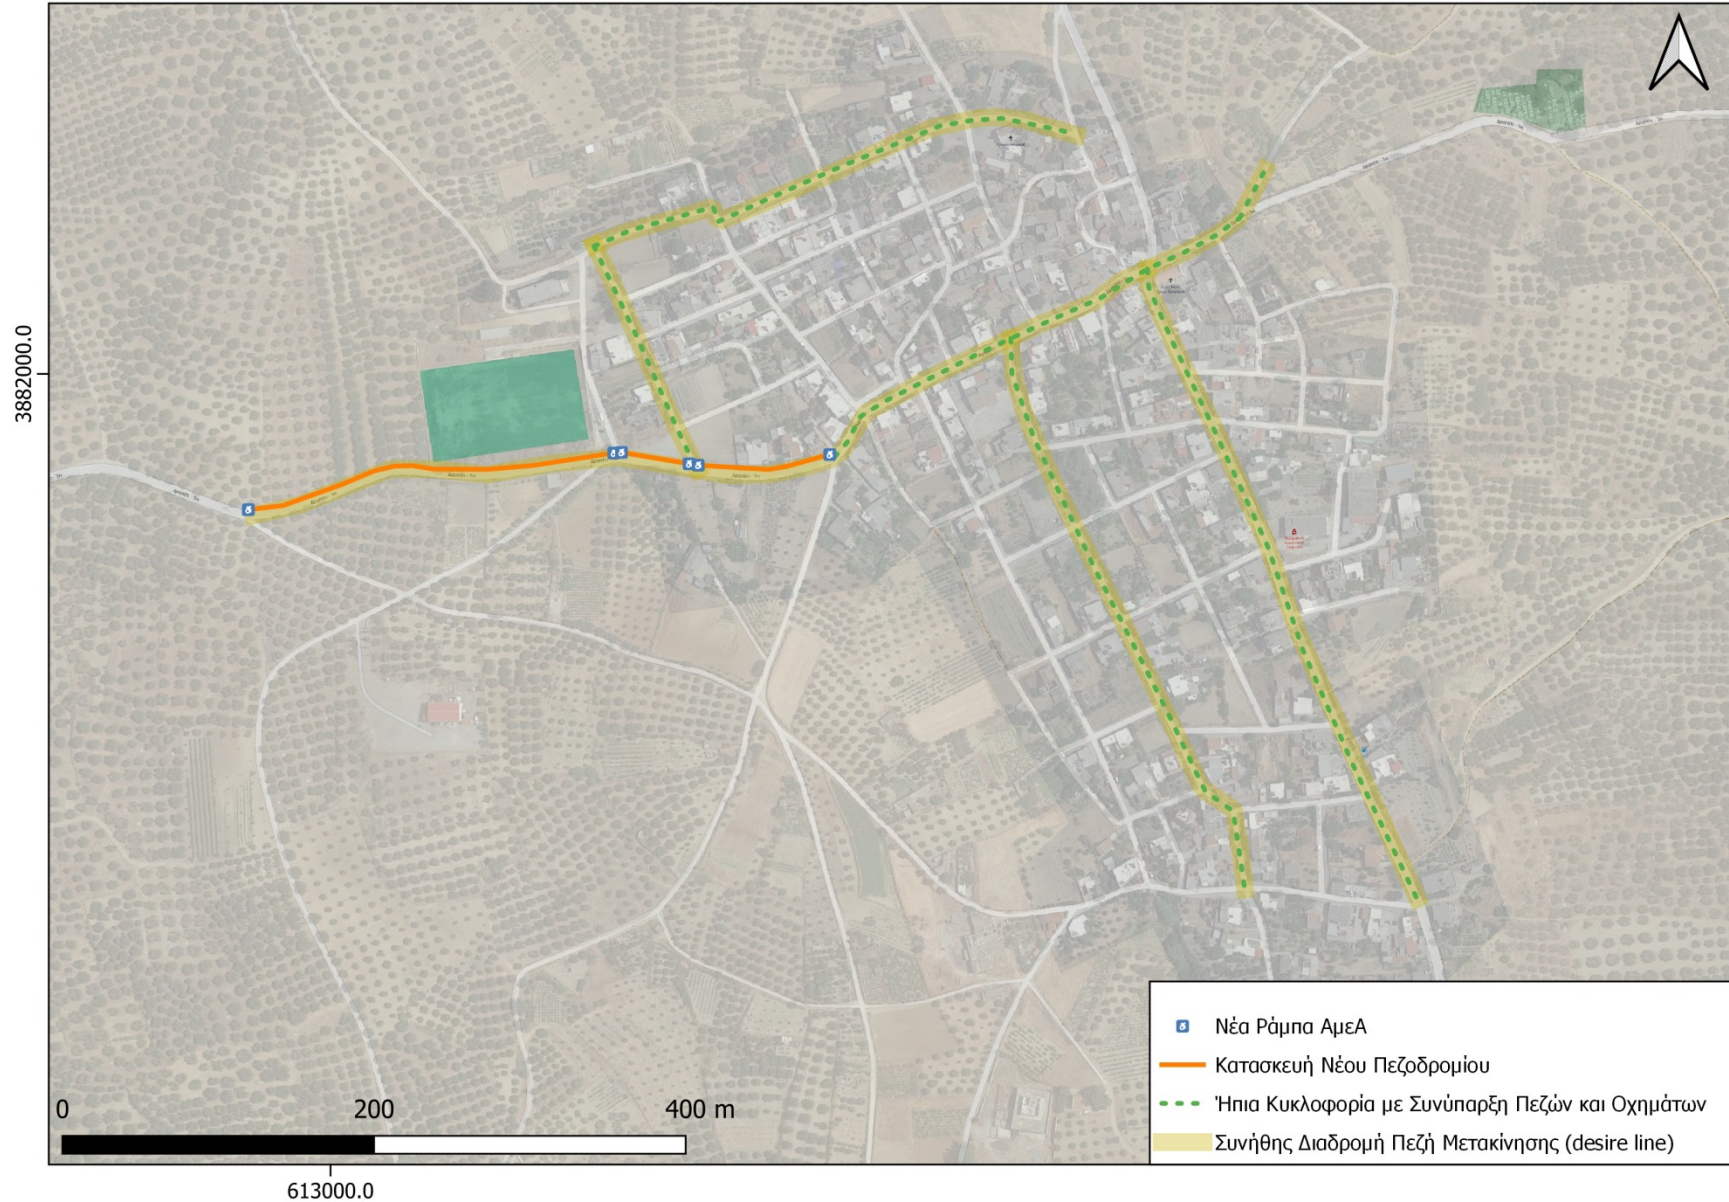 3882000.0
0 200 400 m
613000.0
Νέα Ράμπα ΑμεΑ
Κατασκευή Νέου Πεζοδρομίου
Ήπια Κυκλοφορία με Συνύπαρξη Πεζών και Οχημάτων
Συνήθης Διαδρομή Πεζή Μετακίνησης (desire line)